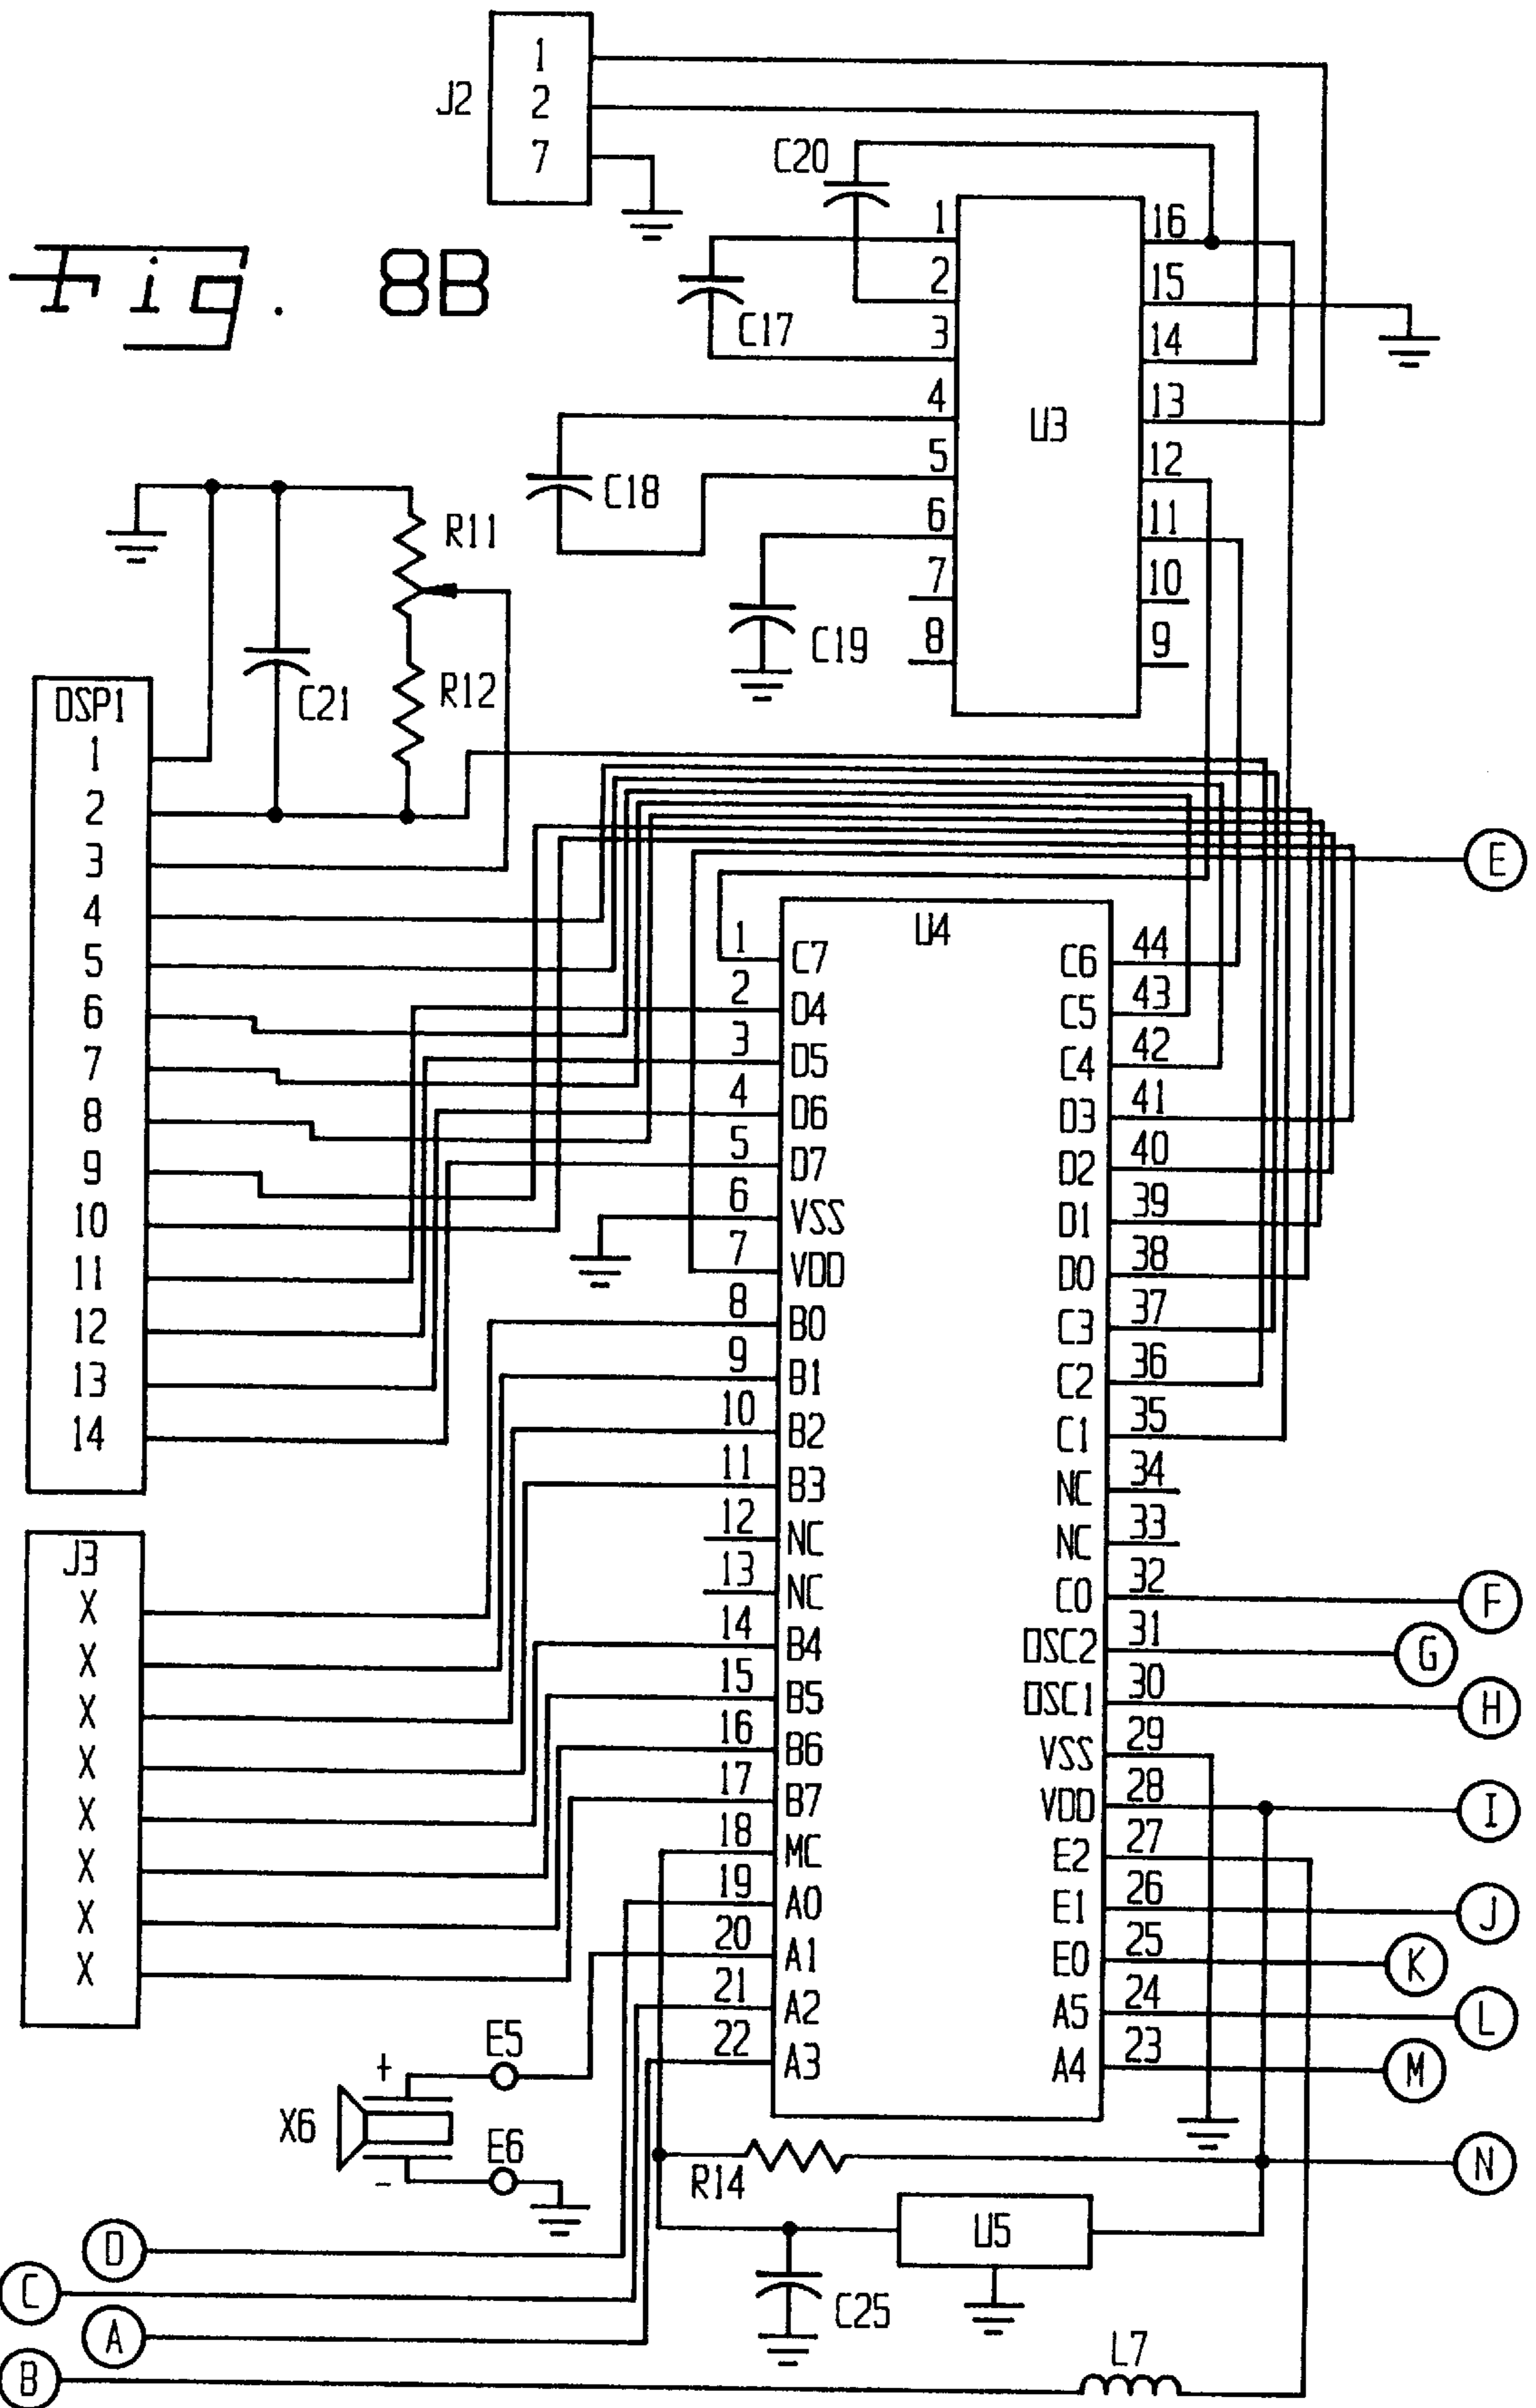 Fig. 8B
J2
1
2
7
C20
C17
C18
C19
U3
1
2
3
4
5
6
7
8
16
15
14
13
12
11
10
9
R11
R12
C21
DSP1
1
2
3
4
5
6
7
8
9
10
11
12
13
14
E
U4
1 C7
2 D4
3 D5
4 D6
5 D7
6 VSS
7 VDD
8 B0
9 B1
10 B2
11 B3
12 NC
13 NC
14 B4
15 B5
16 B6
17 B7
18 MC
19 A0
20 A1
21 A2
22 A3
C6 44
C5 43
C4 42
D3 41
D2 40
D1 39
D0 38
C3 37
C2 36
C1 35
NC 34
NC 33
C0 32
OSC2 31
OSC1 30
VSS 29
VDD 28
E2 27
E1 26
E0 25
A5 24
A4 23
F
G
H
I
J
K
L
M
N
J3
X
X
X
X
X
X
X
X
X6
+
-
E5
E6
R14
U5
C25
L7
D
C
A
B